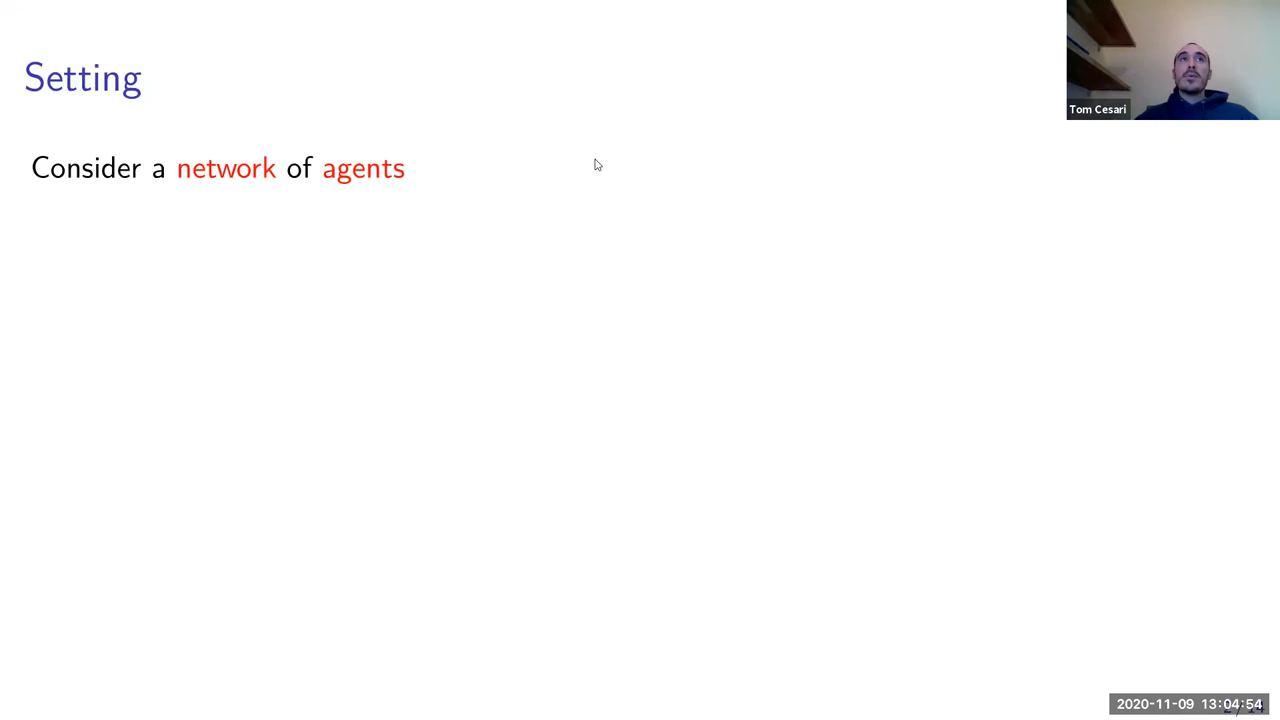 Setting
Tom Cesari
Consider a network of agents
2020-11-09 13:04:54